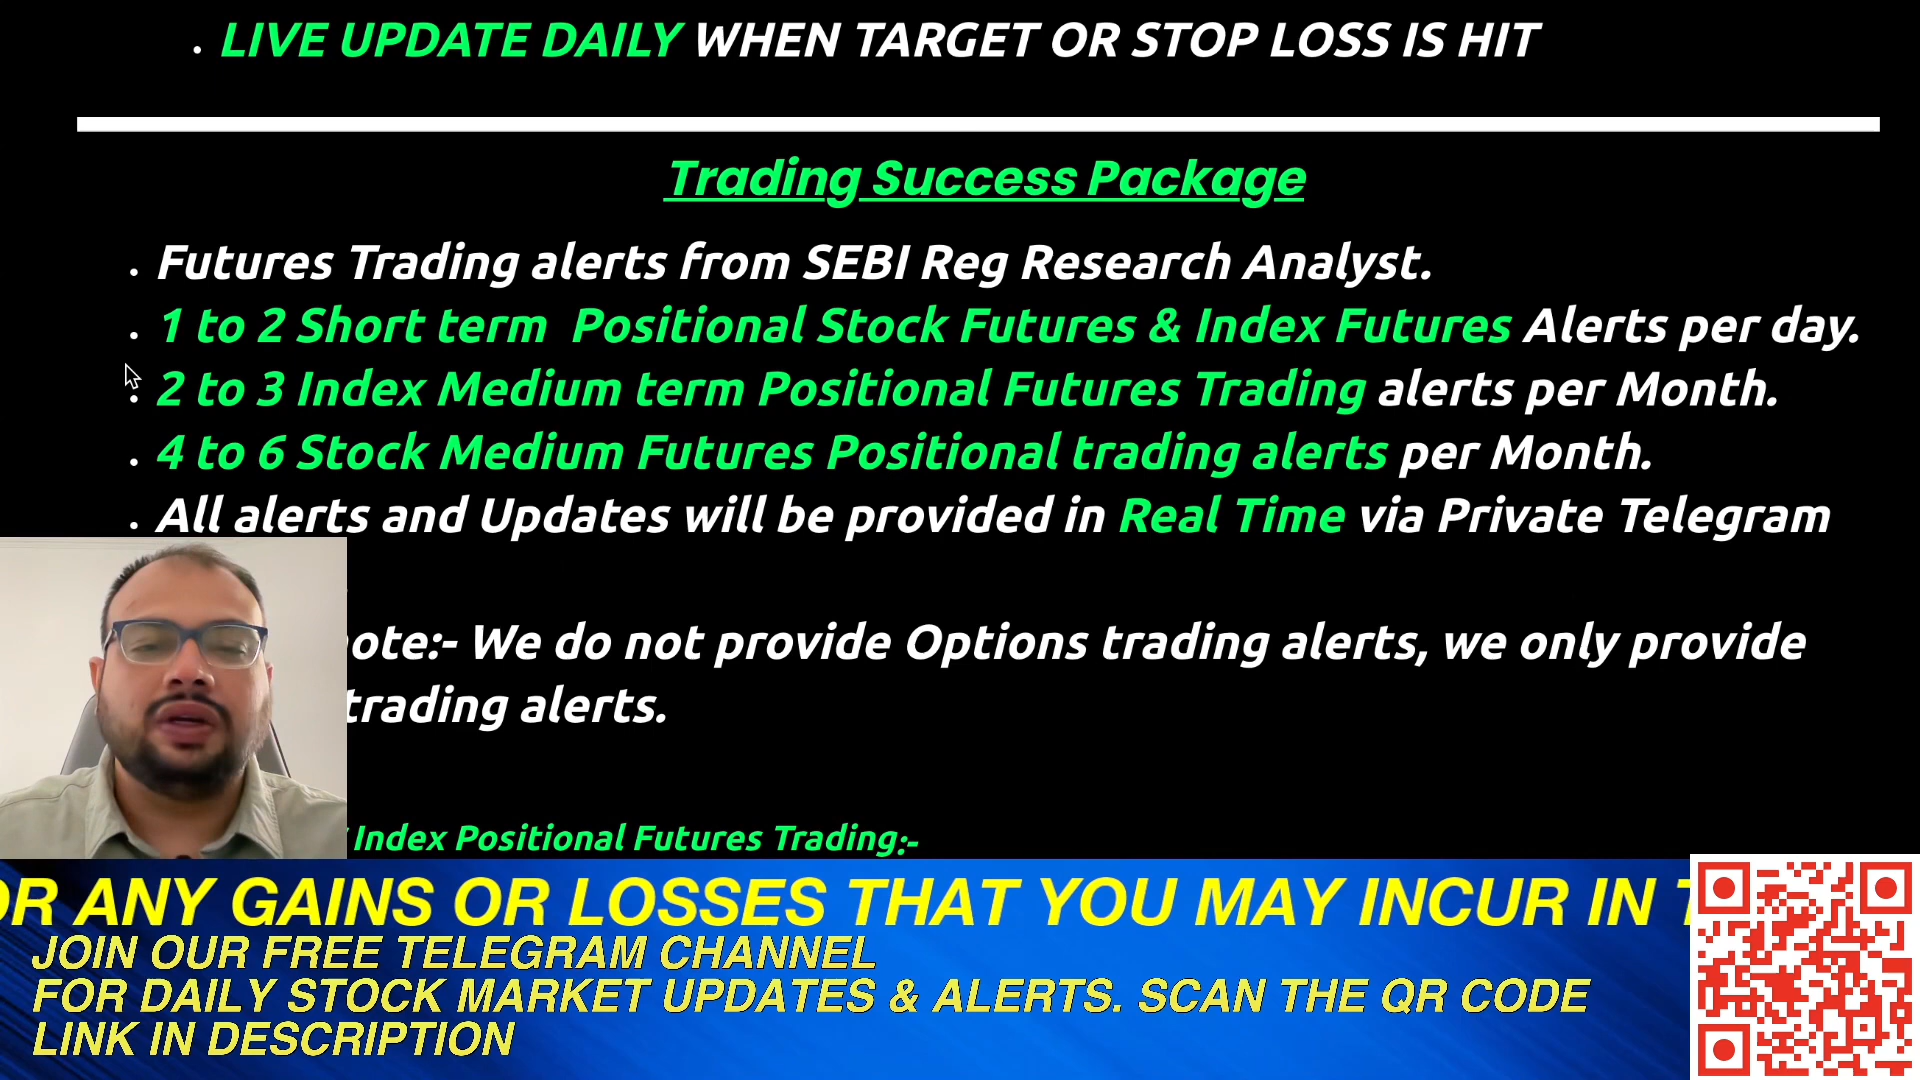 LIVE UPDATE DAILY WHEN TARGET OR STOP LOSS IS HIT
Trading Success Package
Futures Trading alerts from SEBI Reg Research Analyst.
1 to 2 Short term Positional Stock Futures & Index Futures Alerts per day.
2 to 3 Index Medium term Positional Futures Trading alerts per Month.
4 to 6 Stock Medium Futures Positional trading alerts per Month.
All alerts and Updates will be provided in Real Time via Private Telegram
ote:- We do not provide Options trading alerts, we only provide
trading alerts.
Index Positional Futures Trading:-
OR ANY GAINS OR LOSSES THAT YOU MAY INCUR IN T
JOIN OUR FREE TELEGRAM CHANNEL
FOR DAILY STOCK MARKET UPDATES & ALERTS. SCAN THE QR CODE
LINK IN DESCRIPTION